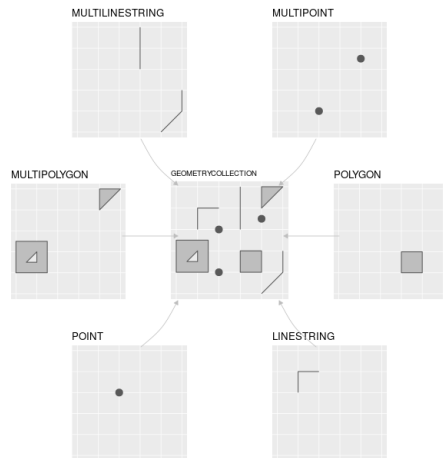 MULTILINESTRING
MULTIPOINT
MULTIPOLYGON
GEOMETRYCOLLECTION
POLYGON
POINT
LINESTRING